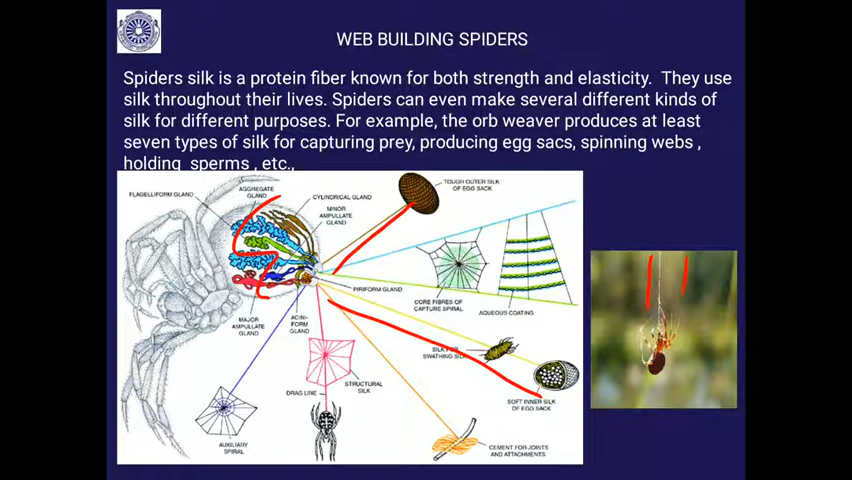 WEB BUILDING SPIDERS
Spiders silk is a protein fiber known for both strength and elasticity. They use
silk throughout their lives. Spiders can even make several different kinds of
silk for different purposes. For example, the orb weaver produces at least
seven types of silk for capturing prey, producing egg sacs, spinning webs ,
holding sperms , etc.,
FLAGELLIFORM GLAND
AGGREGATE
GLAND
CYLINDRICAL GLAND
MINOR
AMPULLATE
GLAND
TOUGH OUTER SILK
OF EGG SACK
PIRIFORM GLAND
CORE FIBRES OF
CAPTURE SPIRAL
AQUEOUS COATING
MAJOR
AMPULLATE
GLAND
ACINI-
FORM
GLAND
SWATHING SILK
SOFT INNER SILK
OF EGG SACK
STRUCTURAL
SILK
DRAG LINE
AUXILIARY
SPIRAL
CEMENT FOR JOINTS
AND ATTACHMENTS